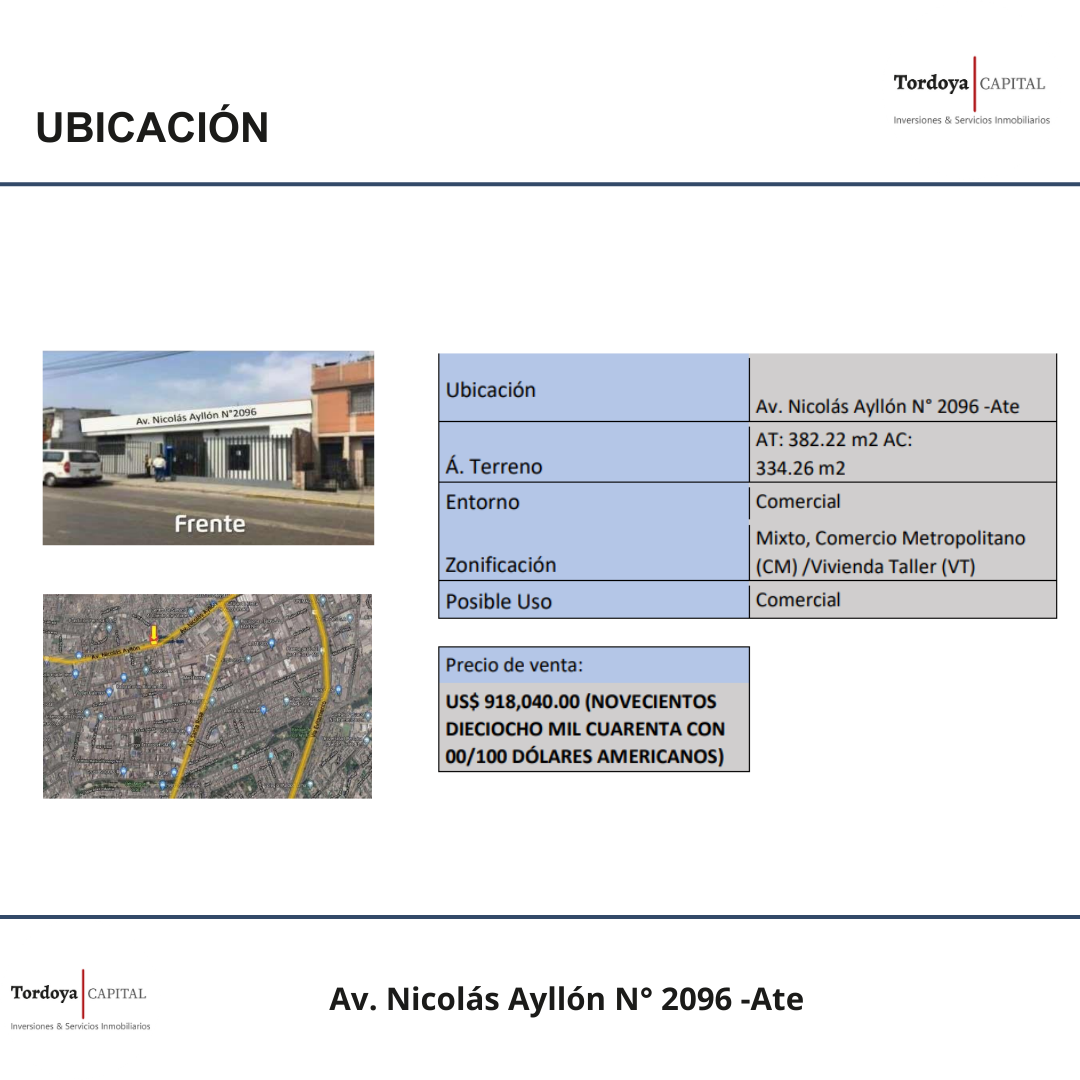 Tordoya CAPITAL
Inversiones & Servicios Inmobiliarios
UBICACIÓN
Av. Nicolás Ayllón N°2096
Frente
Av. Nicolás Ayllón
Ubicación
Av. Nicolás Ayllón N° 2096 -Ate
Á. Terreno
AT: 382.22 m2 AC:
334.26 m2
Entorno
Comercial
Zonificación
Mixto, Comercio Metropolitano
(CM) /Vivienda Taller (VT)
Posible Uso
Comercial
Precio de venta:
US$ 918,040.00 (NOVECIENTOS
DIECIOCHO MIL CUARENTA CON
00/100 DÓLARES AMERICANOS)
Tordoya CAPITAL
Inversiones & Servicios Inmobiliarios
Av. Nicolás Ayllón N° 2096 -Ate